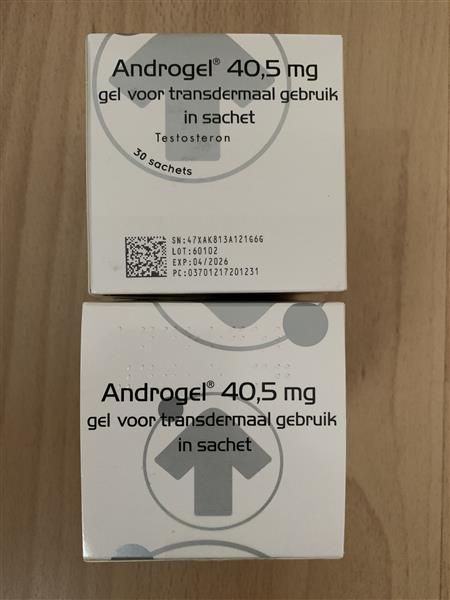 Androgel® 40,5 mg
gel voor transdermaal gebruik
in sachet
Testosteron
30 sachets
SN:47XAK813A121G6G
LOT:60102
EXP:04/2026
PC:03701217201231
Androgel® 40,5 mg
gel voor transdermaal gebruik
in sachet